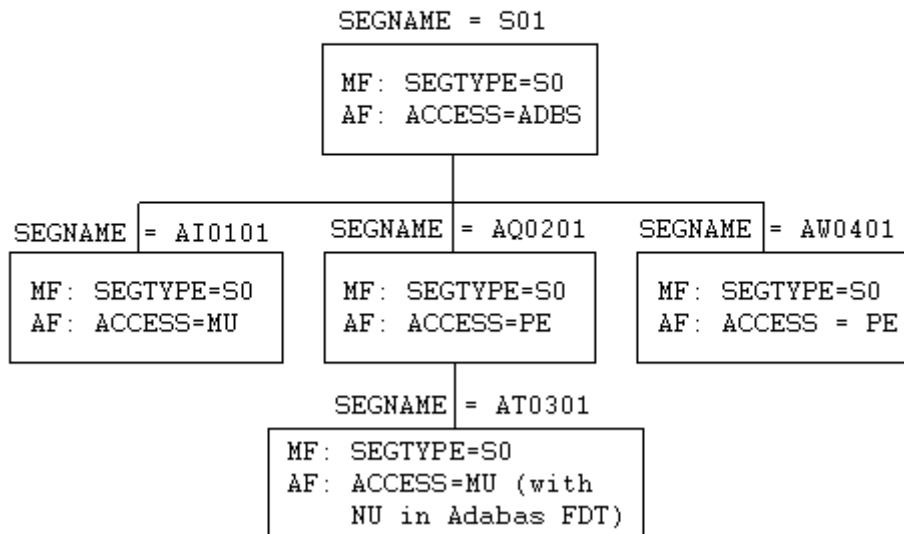 SEGNAME = S01
MF: SEGTYPE=S0
AF: ACCESS=ADBS
SEGNAME = AI0101
MF: SEGTYPE=S0
AF: ACCESS=MU
SEGNAME = AQ0201
MF: SEGTYPE=S0
AF: ACCESS=PE
SEGNAME = AW0401
MF: SEGTYPE=S0
AF: ACCESS = PE
SEGNAME = AT0301
MF: SEGTYPE=S0
AF: ACCESS=MU (with
NU in Adabas FDT)